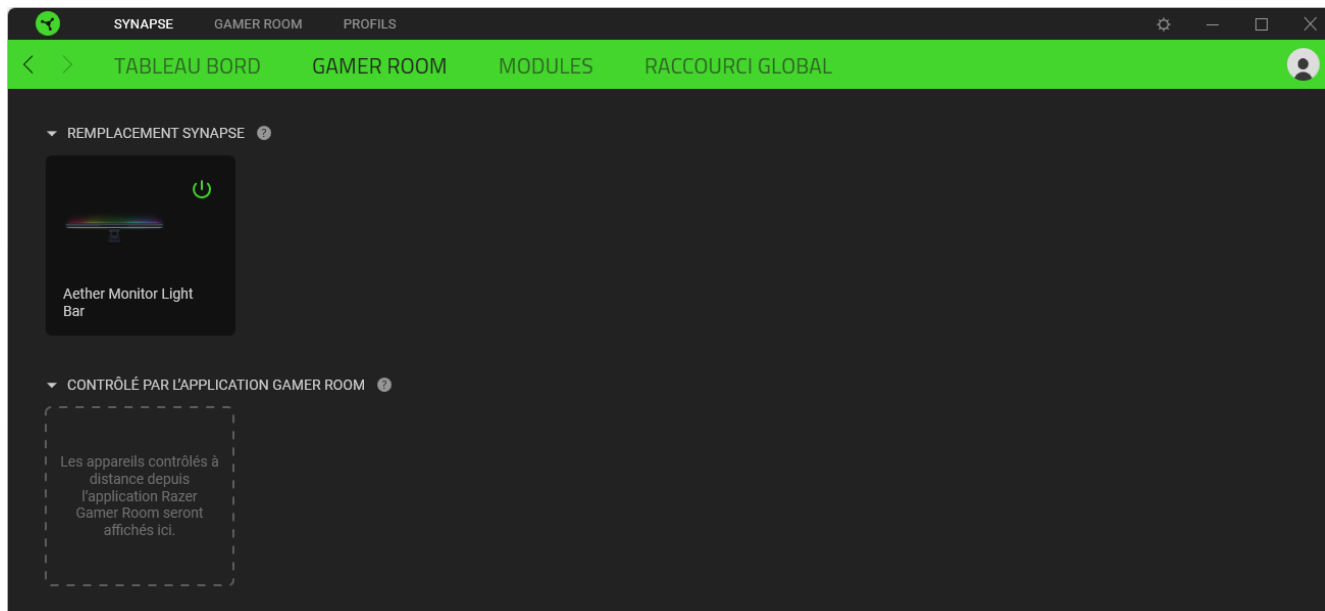 SYNAPSE GAMER ROOM PROFILS
TABLEAU BORD GAMER ROOM MODULES RACCOURCI GLOBAL
REMPLACEMENT SYNAPSE ?
Aether Monitor Light
Bar
CONTRÔLÉ PAR L'APPLICATION GAMER ROOM ?
Les appareils contrôlés à
distance depuis
l'application Razer
Gamer Room seront
affichés ici.